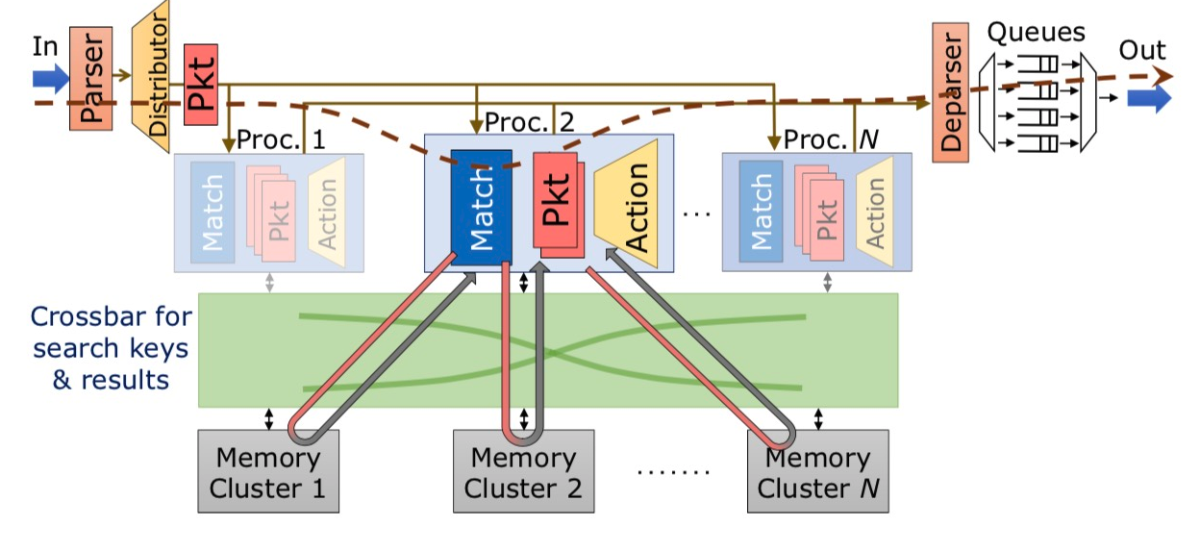 In
Parser
Distributor
Pkt
Deparser
Queues
Out
Proc. 1
Match
Pkt
Action
Proc. 2
Match
Pkt
Action
...
Proc. N
Match
Pkt
Action
Crossbar for
search keys
& results
Memory
Cluster 1
Memory
Cluster 2
.......
Memory
Cluster N